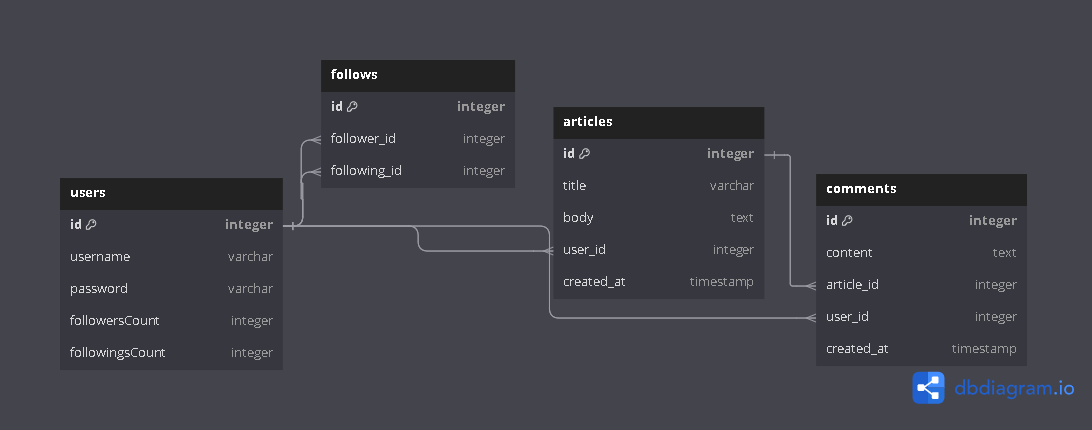 follows
id integer
follower_id integer
following_id integer
users
id integer
username varchar
password varchar
followersCount integer
followingsCount integer
articles
id integer
title varchar
body text
user_id integer
created_at timestamp
comments
id integer
content text
article_id integer
user_id integer
created_at timestamp
dbdiagram.io